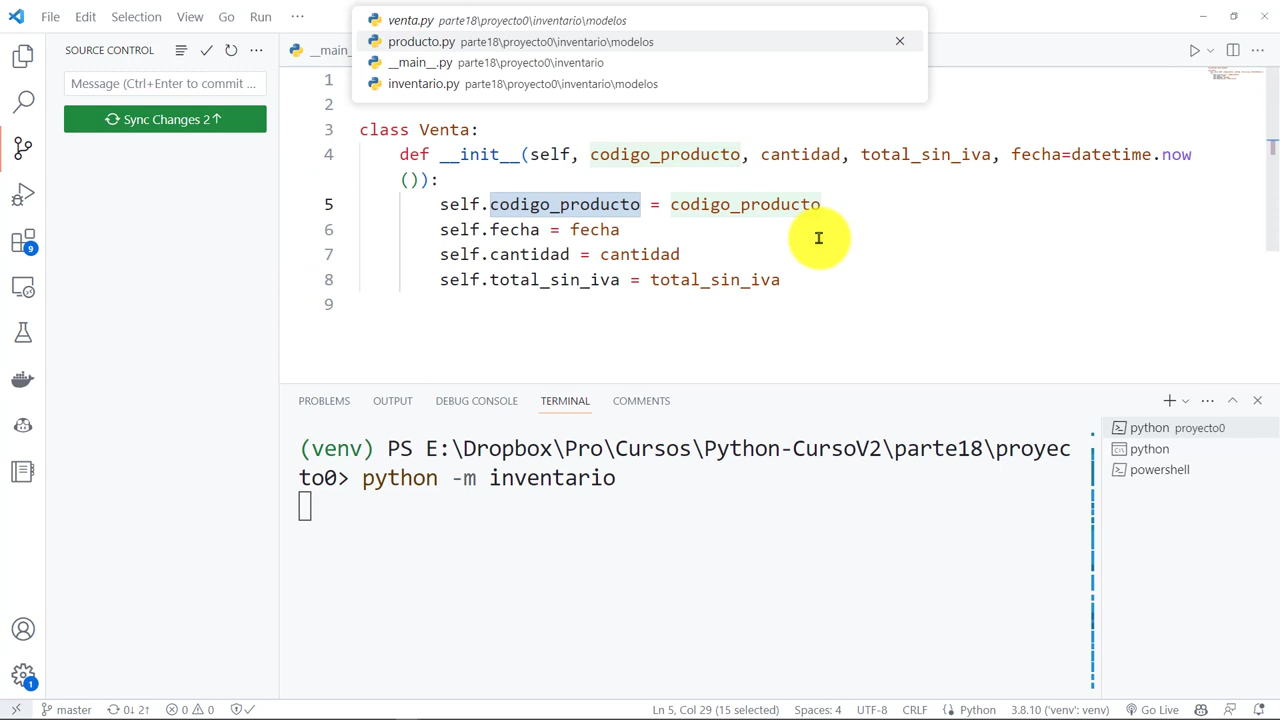 File Edit Selection View Go Run ···
venv.py parte18\proyecto0\inventario\modelos
producto.py parte18\proyecto0\inventario\modelos
__main__.py parte18\proyecto0\inventario
inventario.py parte18\proyecto0\inventario\modelos
SOURCE CONTROL
Message (Ctrl+Enter to commit ...
Sync Changes 2↑
__main_
1
2
3 class Venta:
4 def __init__(self, codigo_producto, cantidad, total_sin_iva, fecha=datetime.now
()):
5 self.codigo_producto = codigo_producto
6 self.fecha = fecha
7 self.cantidad = cantidad
8 self.total_sin_iva = total_sin_iva
9
9
1
PROBLEMS OUTPUT DEBUG CONSOLE TERMINAL COMMENTS
(venv) PS E:\Dropbox\Pro\Cursos\Python-CursoV2\parte18\proyec
to0> python -m inventario
python proyecto0
python
powershell
master 0↓ 2↑ 0 0 Ln 5, Col 29 (15 selected) Spaces: 4 UTF-8 CRLF Python 3.8.10 ('venv': venv) Go Live